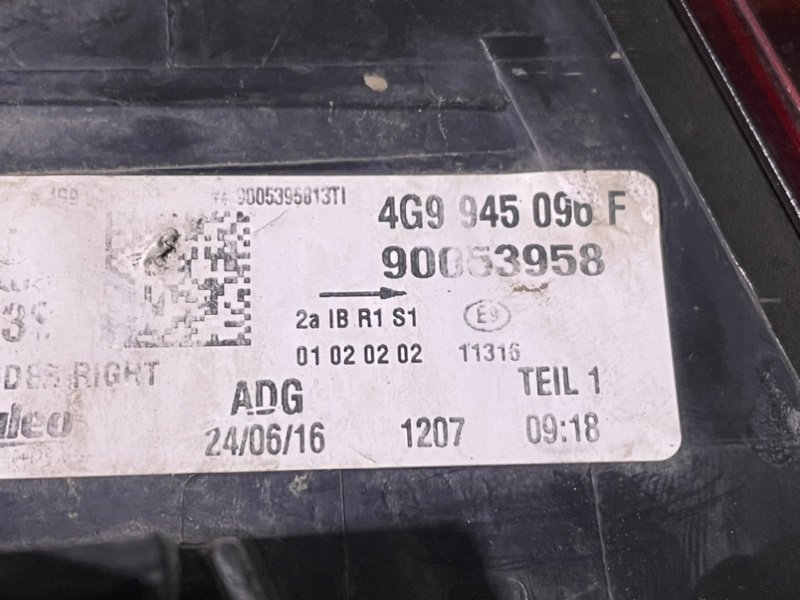 9005395813TI
4G9 945 096 F
90053958
2a IB R1 S1
01 02 02 02 11316
RIGHT
TEIL 1
ADG
24/06/16 1207 09:18